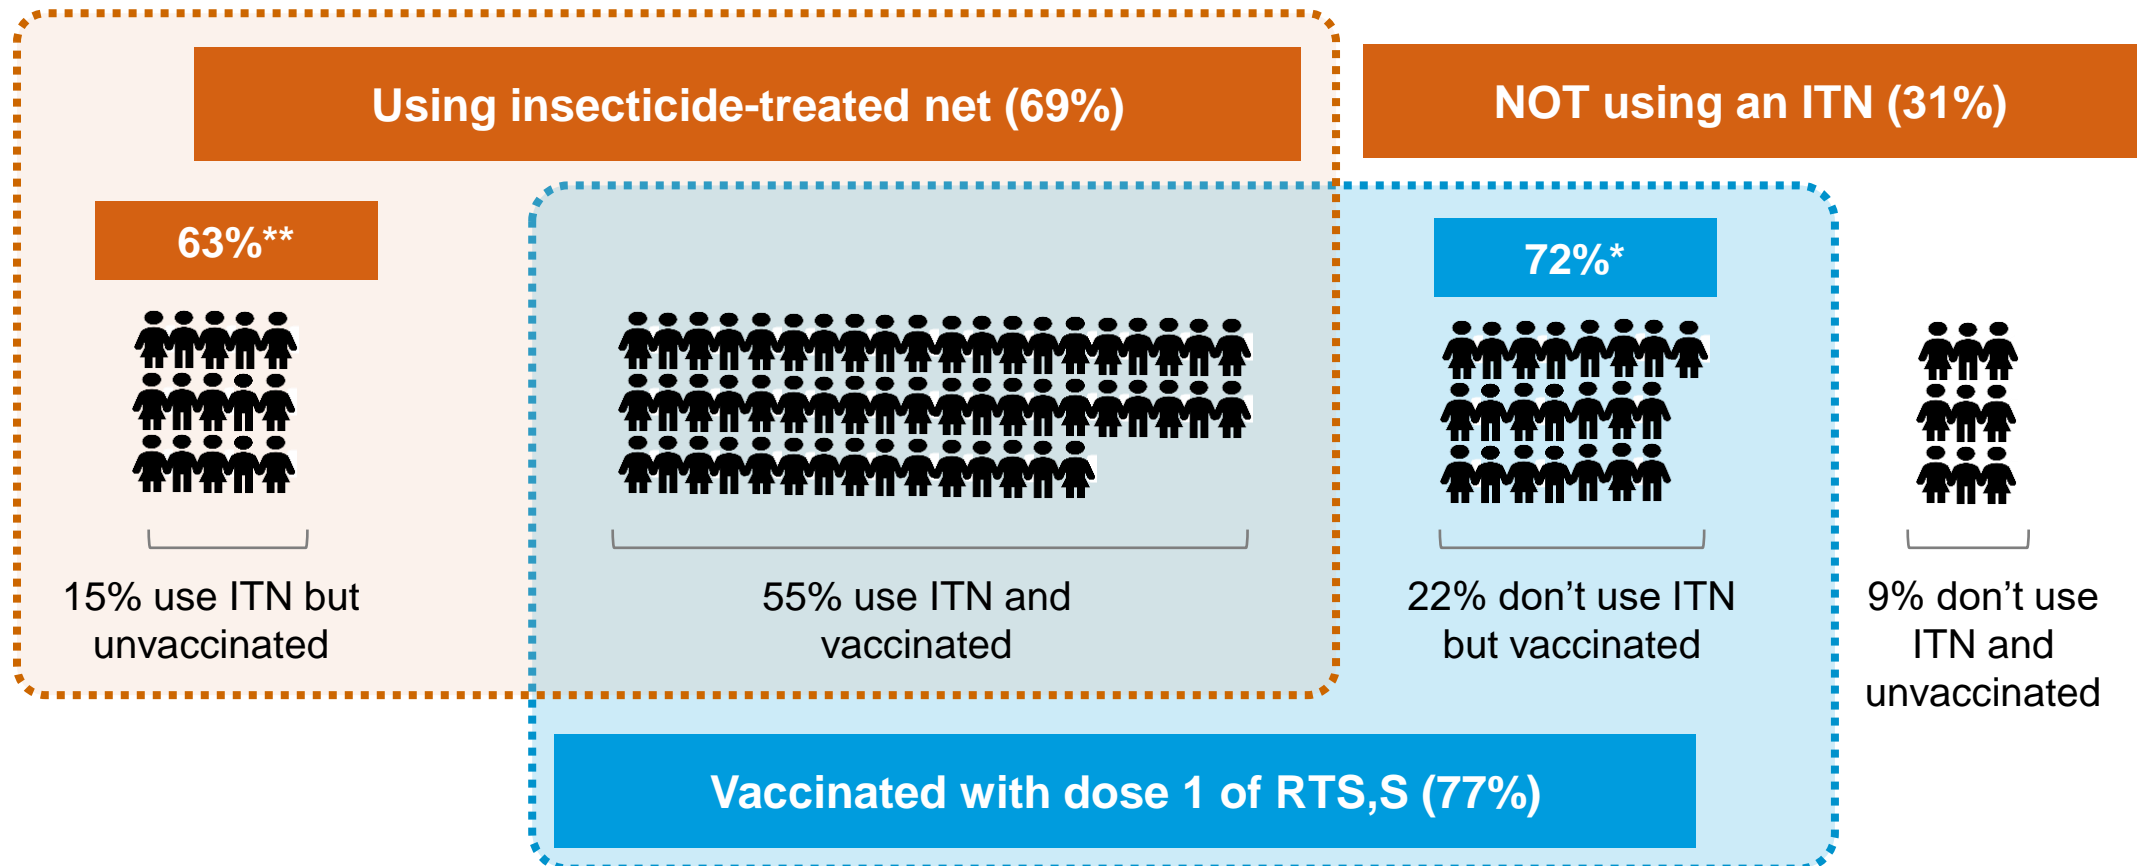 Using insecticide-treated net (69%)
NOT using an ITN (31%)
63%**
72%*
15% use ITN but
unvaccinated
55% use ITN and
vaccinated
22% don’t use ITN
but vaccinated
9% don’t use
ITN and
unvaccinated
Vaccinated with dose 1 of RTS,S (77%)